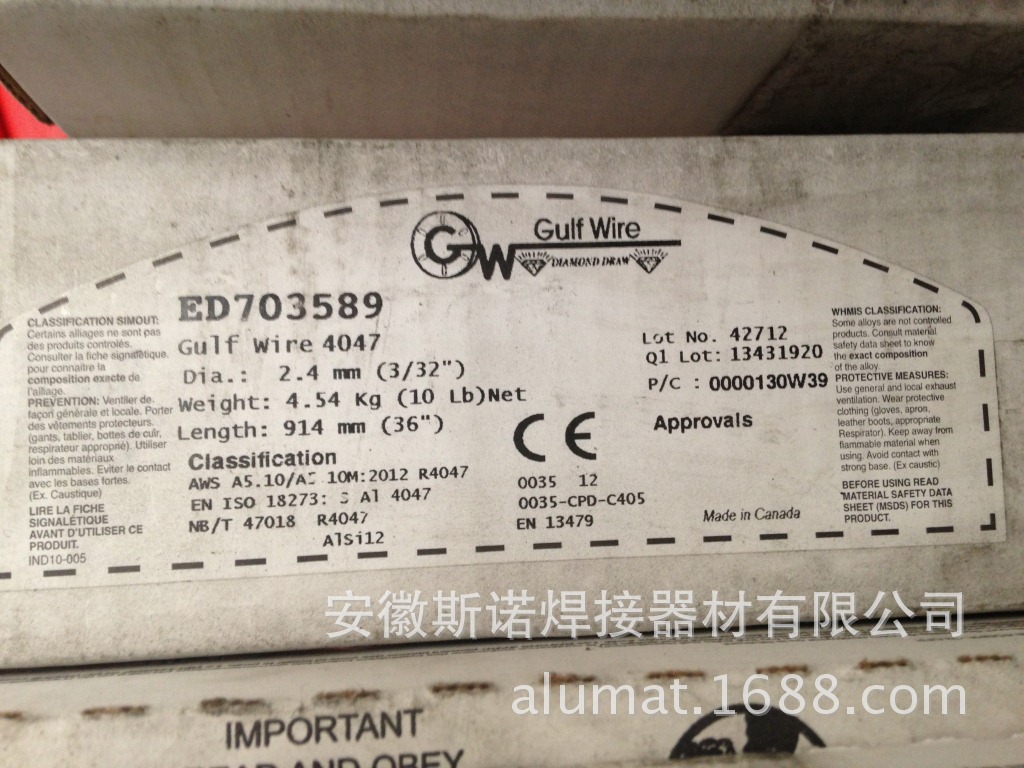 GW Gulf Wire
DIAMOND DRAW
ED703589
Gulf Wire 4047
Dia.: 2.4 mm (3/32")
Weight: 4.54 Kg (10 Lb)Net
Length: 914 mm (36")
Classification
AWS A5.10/A5 10M:2012 R4047
EN ISO 18273: S Al 4047
NB/T 47018 R4047
AlSi12
CLASSIFICATION SIMOUT:
Certains alliages ne sont pas
des produits controlés.
Consulter la fiche signalétique.
pour connaitre la
composition exacte de
l'alliage.
PREVENTION: Ventiler de
façon générale et locale. Porter
des vêtements protecteurs.
(gants, tablier, bottes de cuir,
respirateur approprié). Utiliser
loin des matériaux
inflammables. Eviter le contact
avec les bases fortes.
(Ex. Caustique)
LIRE LA FICHE
SIGNALÉTIQUE
AVANT D'UTILISER CE
PRODUIT.
IND10-005
CE
0035 12
0035-CPD-C405
EN 13479
Lot No. 42712
Q1 Lot: 13431920
P/C : 0000130W39
Approvals
Made in Canada
WHMIS CLASSIFICATION:
Some alloys are not controlled
products. Consult material
safety data sheet to know
the exact composition
of the alloy.
PROTECTIVE MEASURES:
Use general and local exhaust
ventilation. Wear protective
clothing (gloves, apron,
leather boots, appropriate
Respirator). Keep away from
flammable material when
using. Avoid contact with
strong base. (Ex caustic)
BEFORE USING READ
"MATERIAL SAFETY DATA
SHEET (MSDS) FOR THIS
PRODUCT.
安徽斯诺焊接器材有限公司
alumat.1688.com
IMPORTANT
AND OBEY